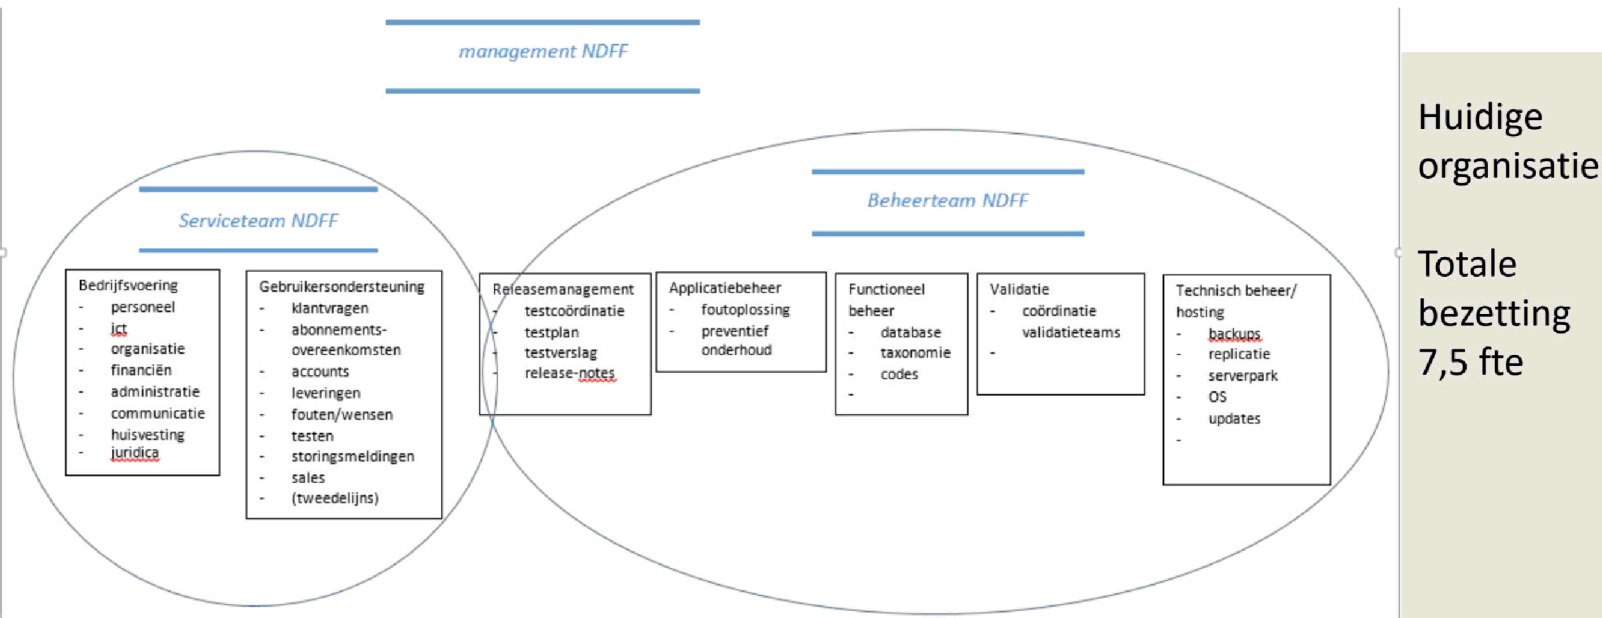 management NDFF
Serviceteam NDFF
Beheerteam NDFF
Bedrijfsvoering
- personeel
- ict
- organisatie
- financiën
- administratie
- communicatie
- huisvesting
- juridica
Gebruikersondersteuning
- klantvragen
- abonnements-
overeenkomsten
- accounts
- leveringen
- fouten/wensen
- testen
- storingsmeldingen
- sales
- (tweedelijns)
Releasemanagement
- testcoördinatie
- testplan
- testverslag
- release-notes
Applicatiebeheer
- foutoplossing
- preventief
onderhoud
Functioneel
beheer
- database
- taxonomie
- codes
-
Validatie
- coördinatie
validatieteams
-
Technisch beheer/
hosting
- backups
- replicatie
- serverpark
- OS
- updates
-
Huidige
organisatie
Totale
bezetting
7,5 fte